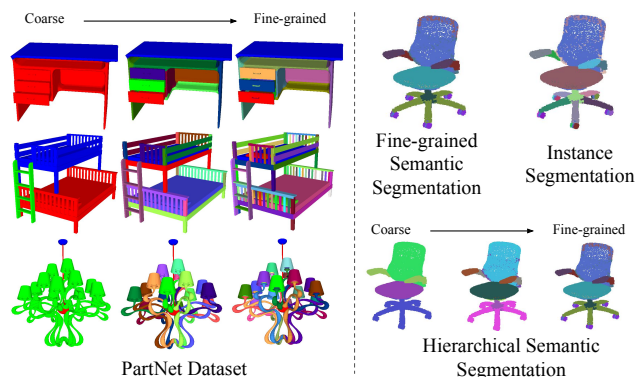 Coarse
Fine-grained
PartNet Dataset
Fine-grained
Semantic
Segmentation
Instance
Segmentation
Coarse
Fine-grained
Hierarchical Semantic
Segmentation